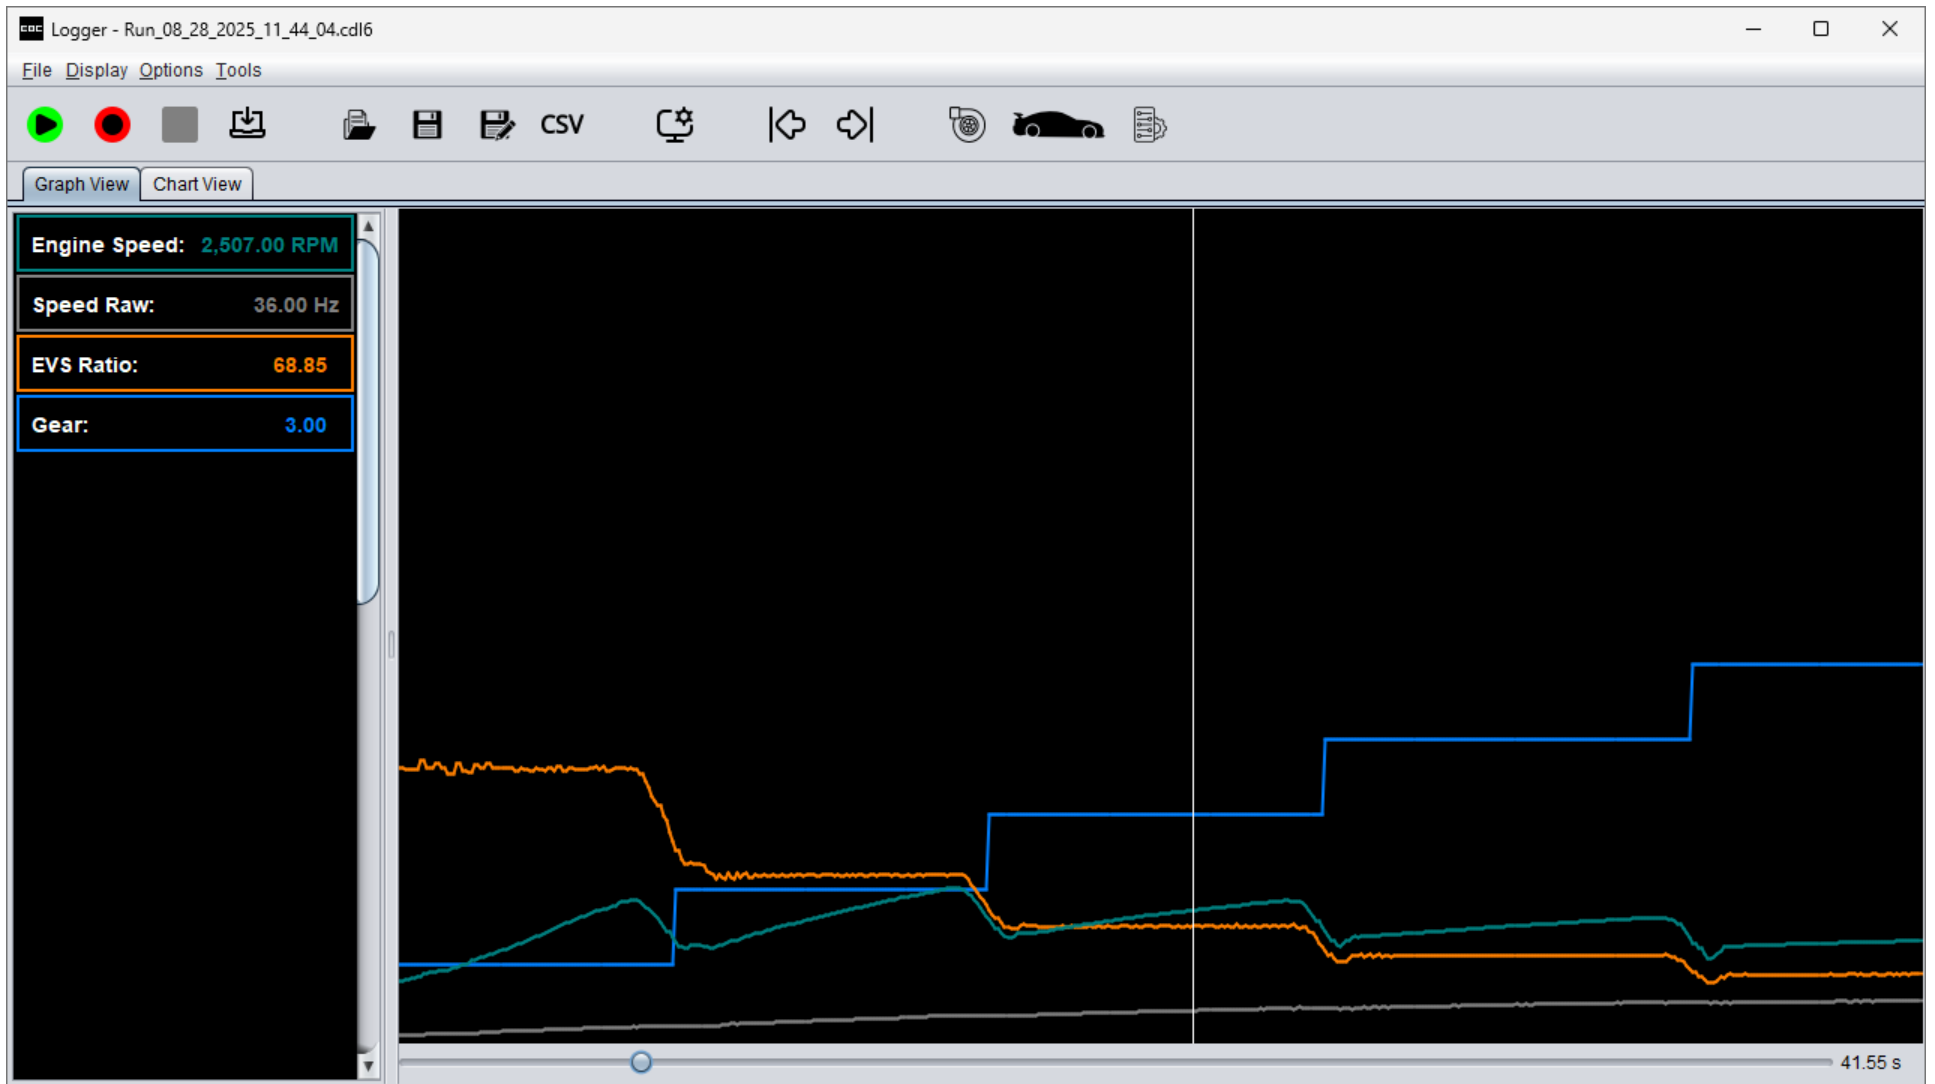 EDC Logger - Run_08_28_2025_11_44_04.cdl6
File Display Options Tools
CSV
Graph View Chart View
Engine Speed: 2,507.00 RPM
Speed Raw: 36.00 Hz
EVS Ratio: 68.85
Gear: 3.00
41.55 s